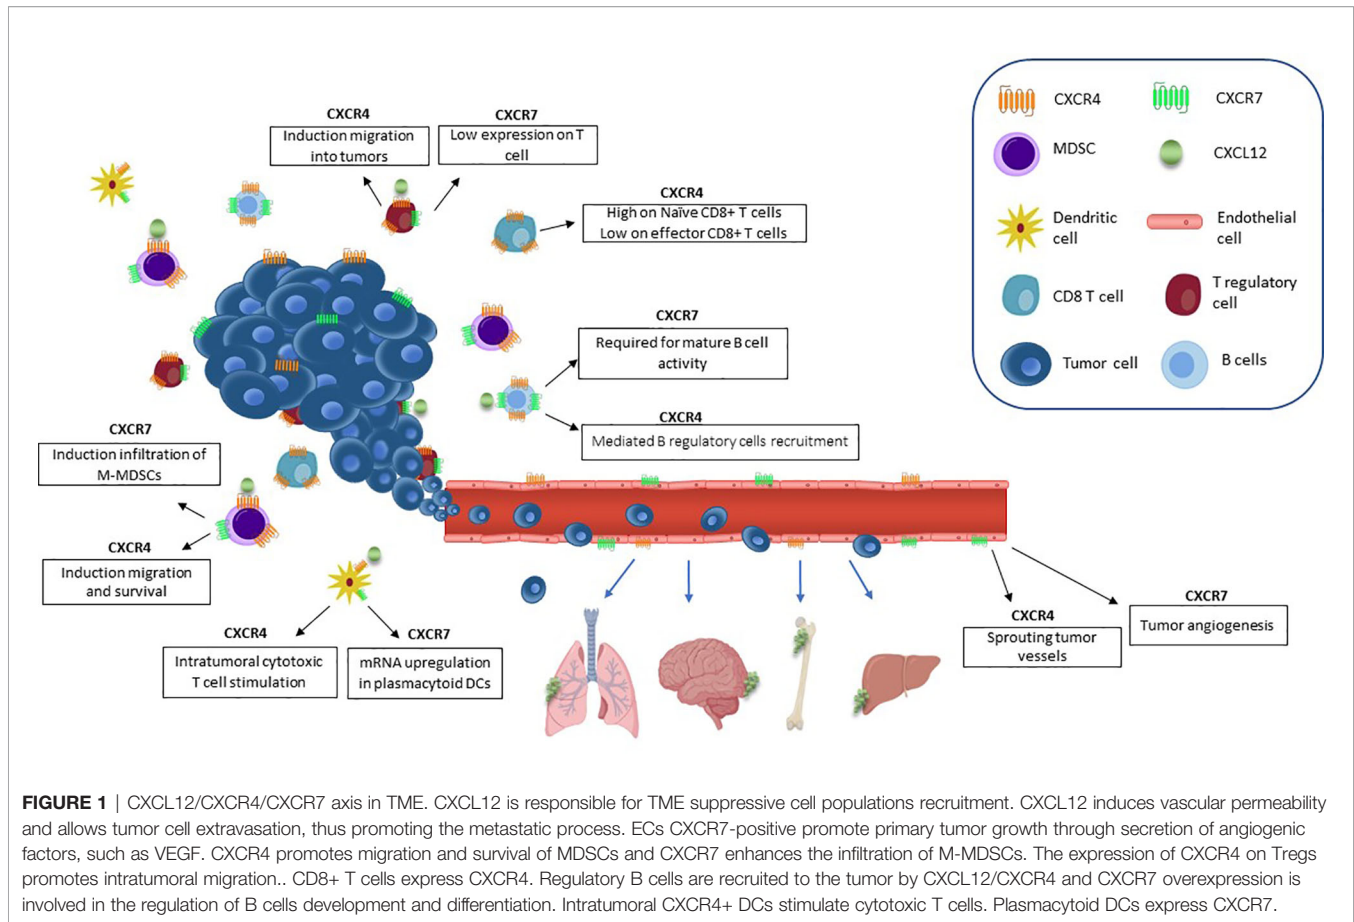 CXCR4
Induction migration
into tumors
CXCR7
Low expression on T
cell
CXCR4
High on Naïve CD8+ T cells
Low on effector CD8+ T cells
CXCR7
Required for mature B cell
activity
CXCR4
Mediated B regulatory cells recruitment
CXCR7
Induction infiltration of
M-MDSCs
CXCR4
Induction migration
and survival
CXCR4
Intratumoral cytotoxic
T cell stimulation
CXCR7
mRNA upregulation
in plasmacytoid DCs
CXCR4
Sprouting tumor
vessels
CXCR7
Tumor angiogenesis
CXCR4
CXCR7
MDSC
CXCL12
Dendritic
cell
Endothelial
cell
CD8 T cell
T regulatory
cell
Tumor cell
B cells
FIGURE 1 | CXCL12/CXCR4/CXCR7 axis in TME. CXCL12 is responsible for TME suppressive cell populations recruitment. CXCL12 induces vascular permeability
and allows tumor cell extravasation, thus promoting the metastatic process. ECs CXCR7-positive promote primary tumor growth through secretion of angiogenic
factors, such as VEGF. CXCR4 promotes migration and survival of MDSCs and CXCR7 enhances the infiltration of M-MDSCs. The expression of CXCR4 on Tregs
promotes intratumoral migration.. CD8+ T cells express CXCR4. Regulatory B cells are recruited to the tumor by CXCL12/CXCR4 and CXCR7 overexpression is
involved in the regulation of B cells development and differentiation. Intratumoral CXCR4+ DCs stimulate cytotoxic T cells. Plasmacytoid DCs express CXCR7.